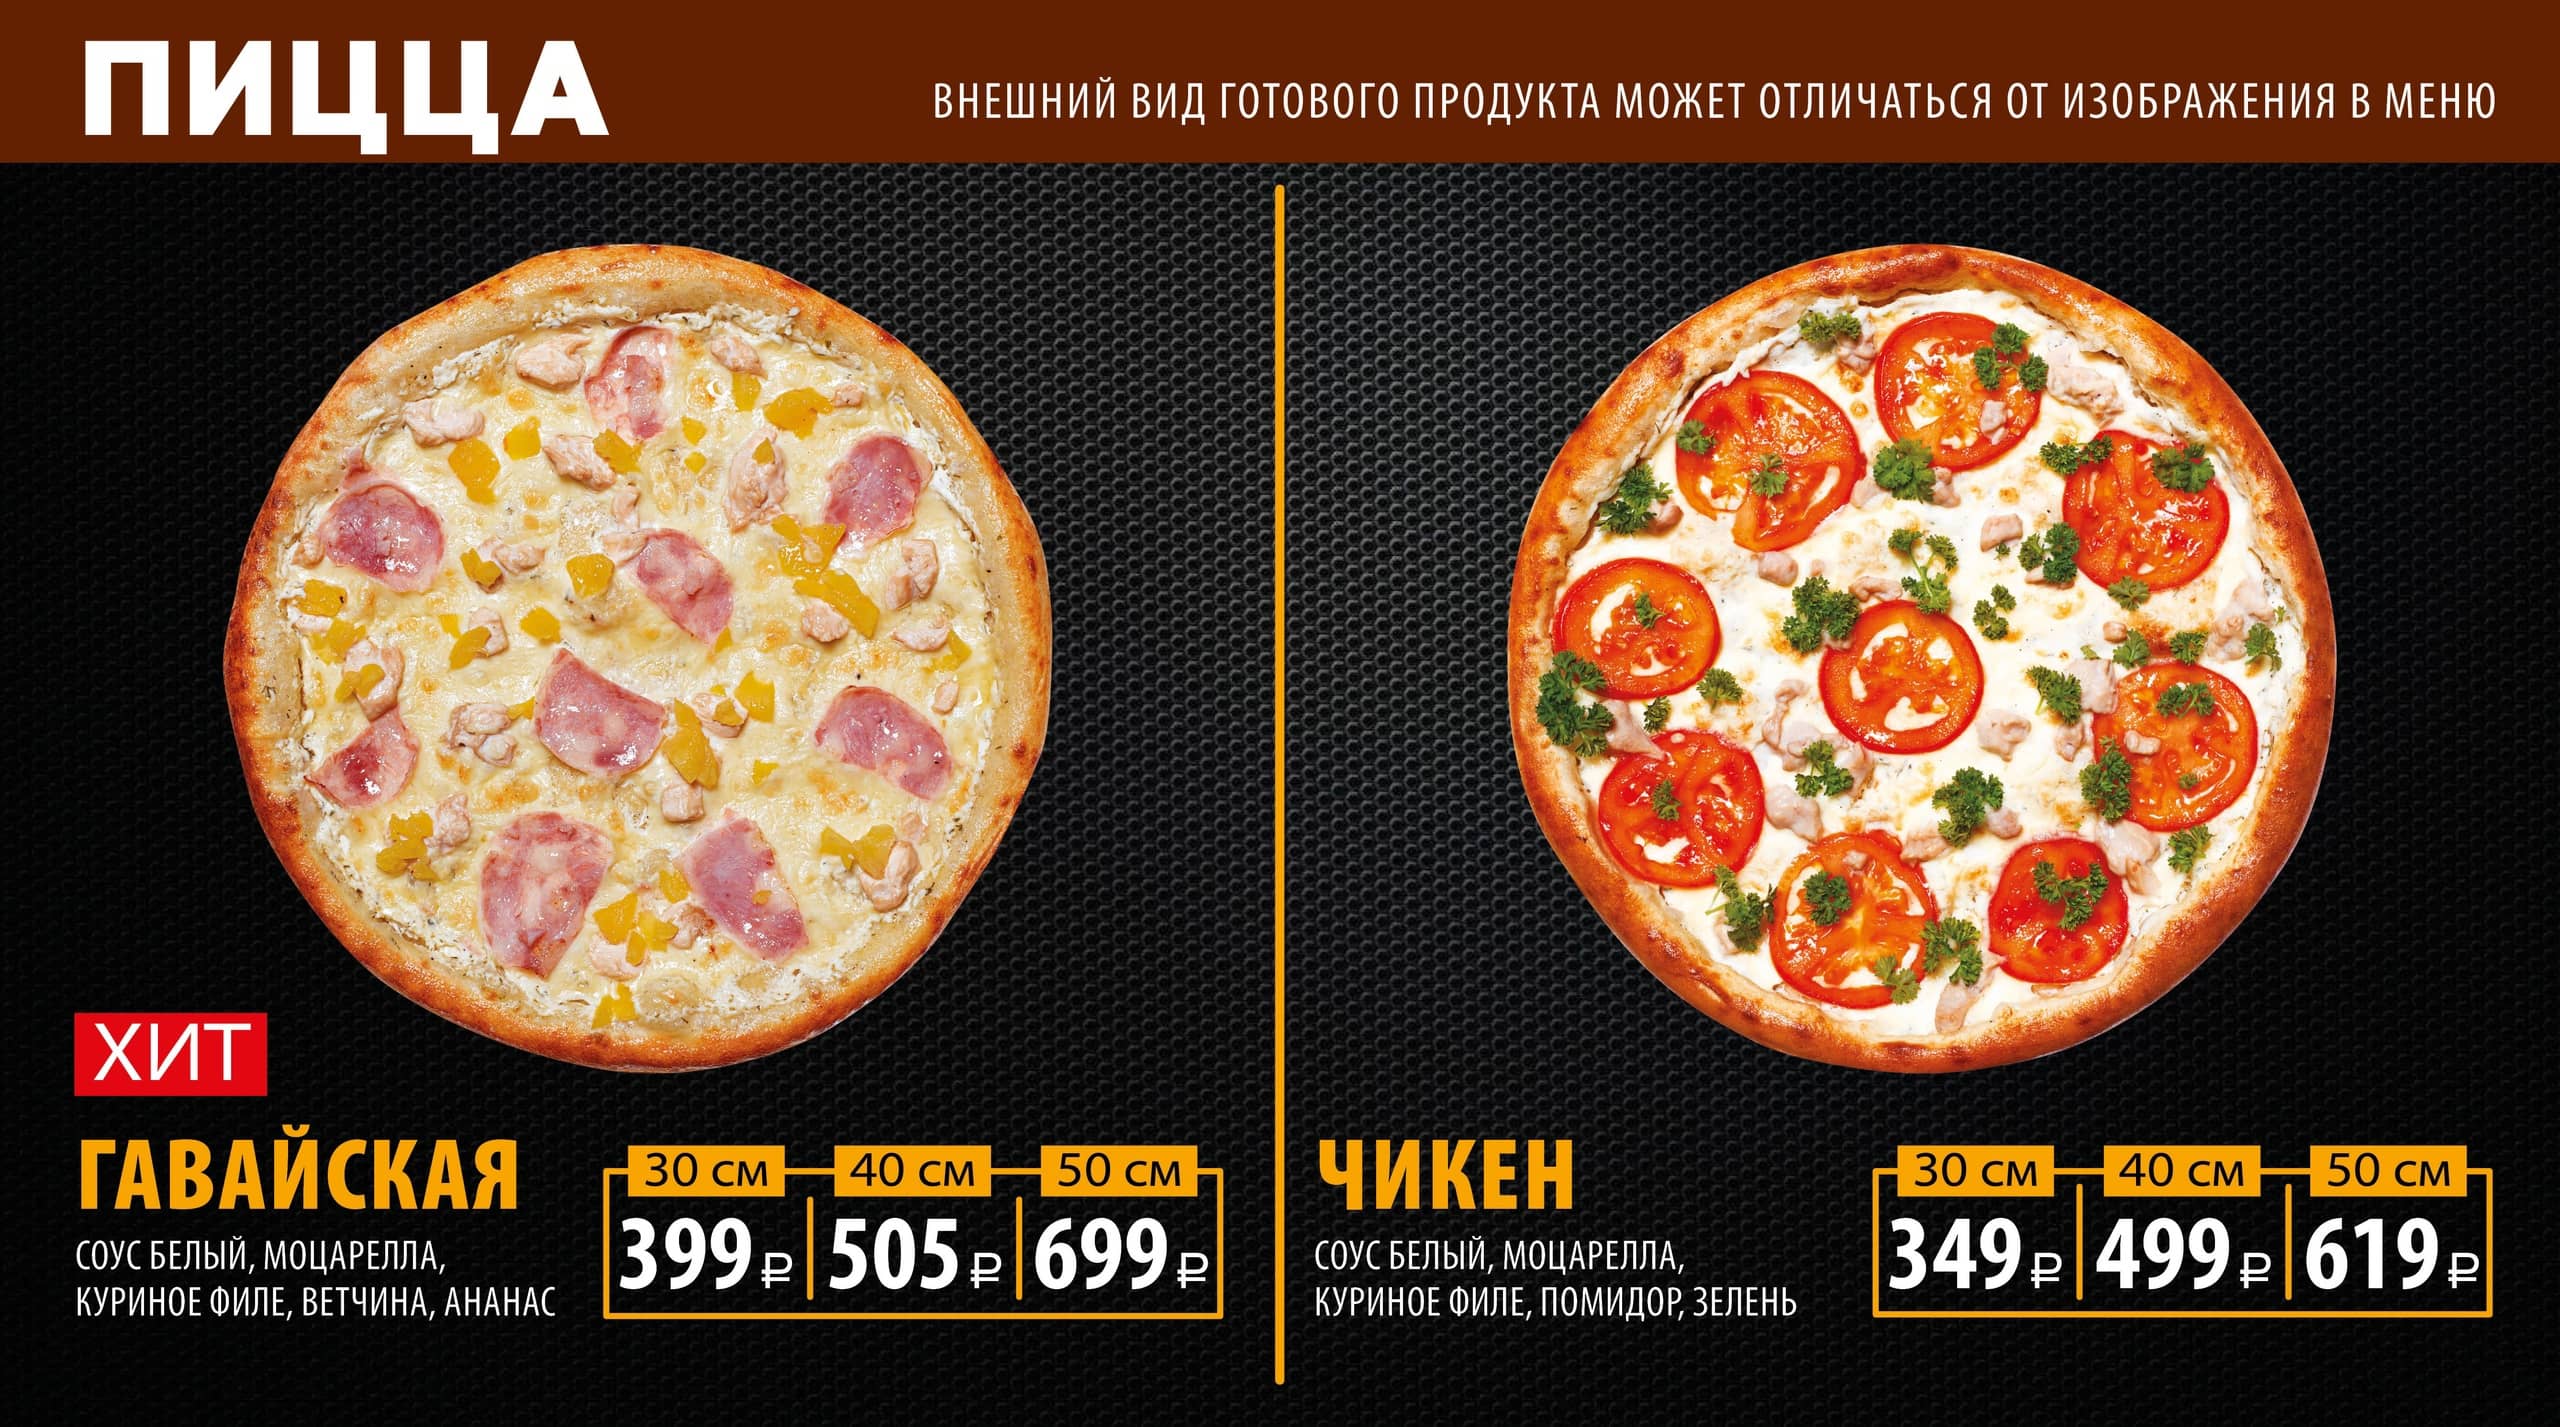 ПИЦЦА
ВНЕШНИЙ ВИД ГОТОВОГО ПРОДУКТА МОЖЕТ ОТЛИЧАТЬСЯ ОТ ИЗОБРАЖЕНИЯ В МЕНЮ
ХИТ
ГАВАЙСКАЯ
СОУС БЕЛЫЙ, МОЦАРЕЛЛА,
КУРИНОЕ ФИЛЕ, ВЕТЧИНА, АНАНАС
30 см 40 см 50 см
399 ₽ 505 ₽ 699 ₽
ЧИКЕН
СОУС БЕЛЫЙ, МОЦАРЕЛЛА,
КУРИНОЕ ФИЛЕ, ПОМИДОР, ЗЕЛЕНЬ
30 см 40 см 50 см
349 ₽ 499 ₽ 619 ₽